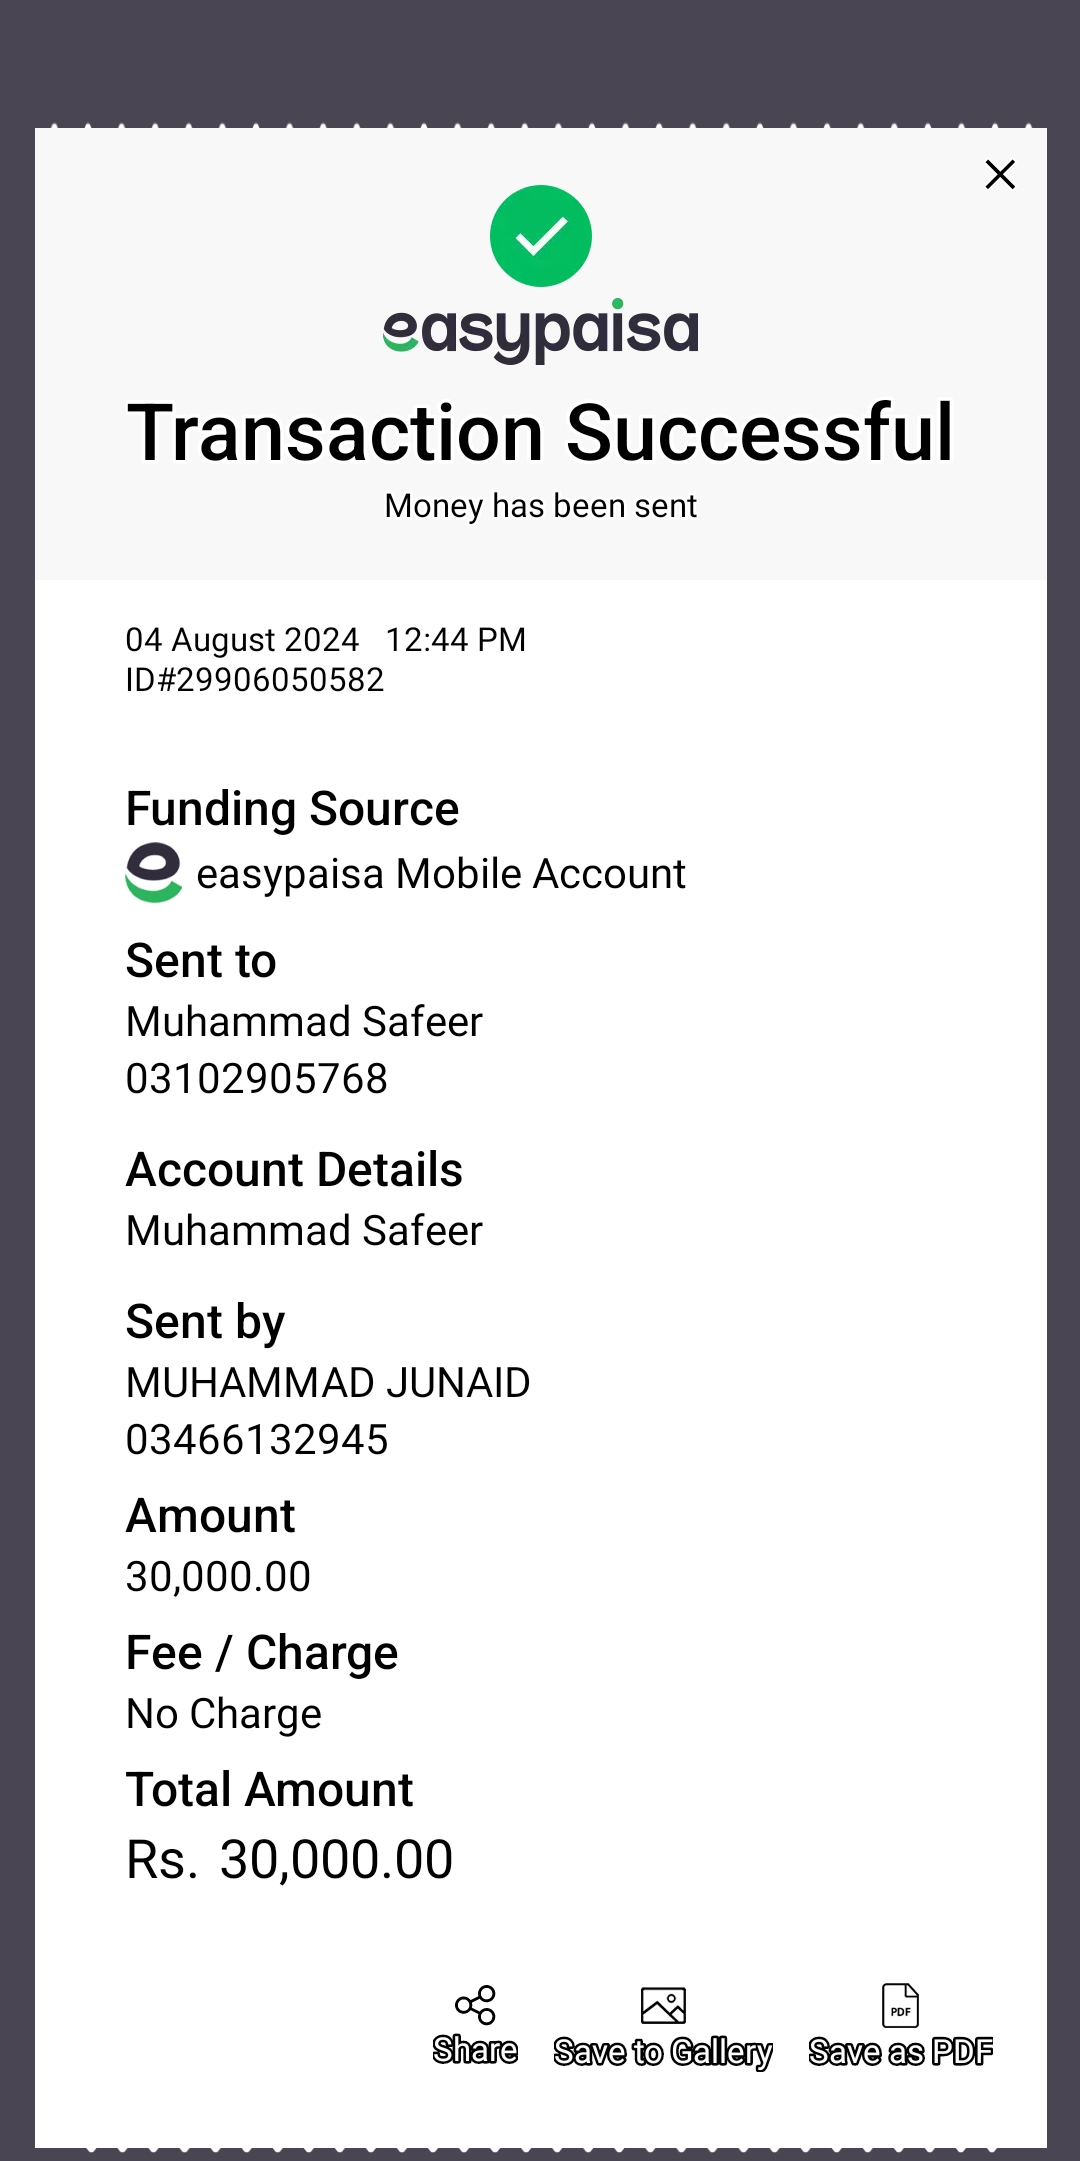 easypaisa
Transaction Successful
Money has been sent
04 August 2024 12:44 PM
ID#29906050582
Funding Source
easypaisa Mobile Account
Sent to
Muhammad Safeer
03102905768
Account Details
Muhammad Safeer
Sent by
MUHAMMAD JUNAID
03466132945
Amount
30,000.00
Fee / Charge
No Charge
Total Amount
Rs. 30,000.00
PDF
Share Save to Gallery Save as PDF